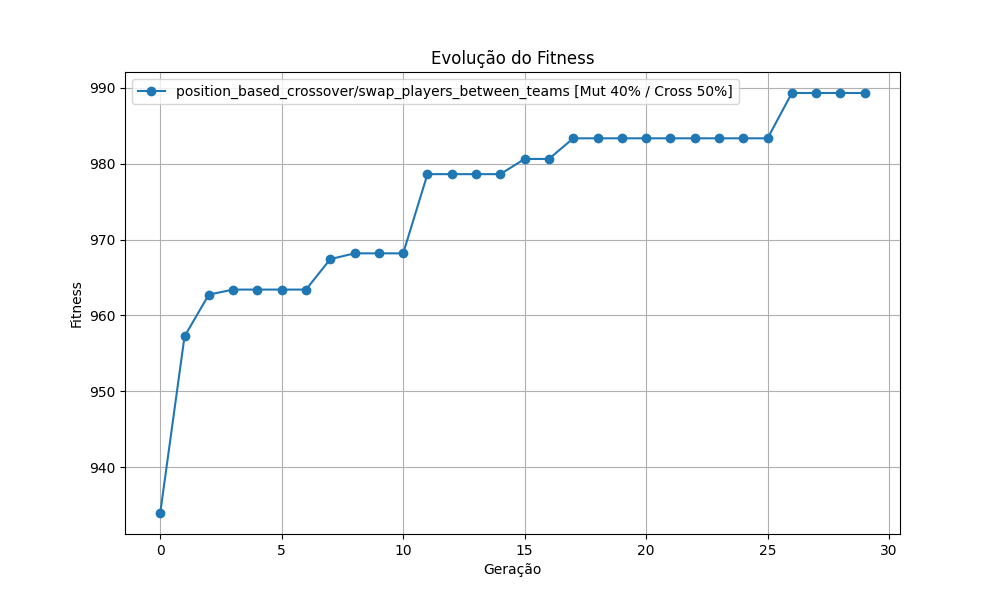 Evolução do Fitness
position_based_crossover/swap_players_between_teams [Mut 40% / Cross 50%]
990
980
970
960
950
940
Fitness
0 5 10 15 20 25 30
Geração